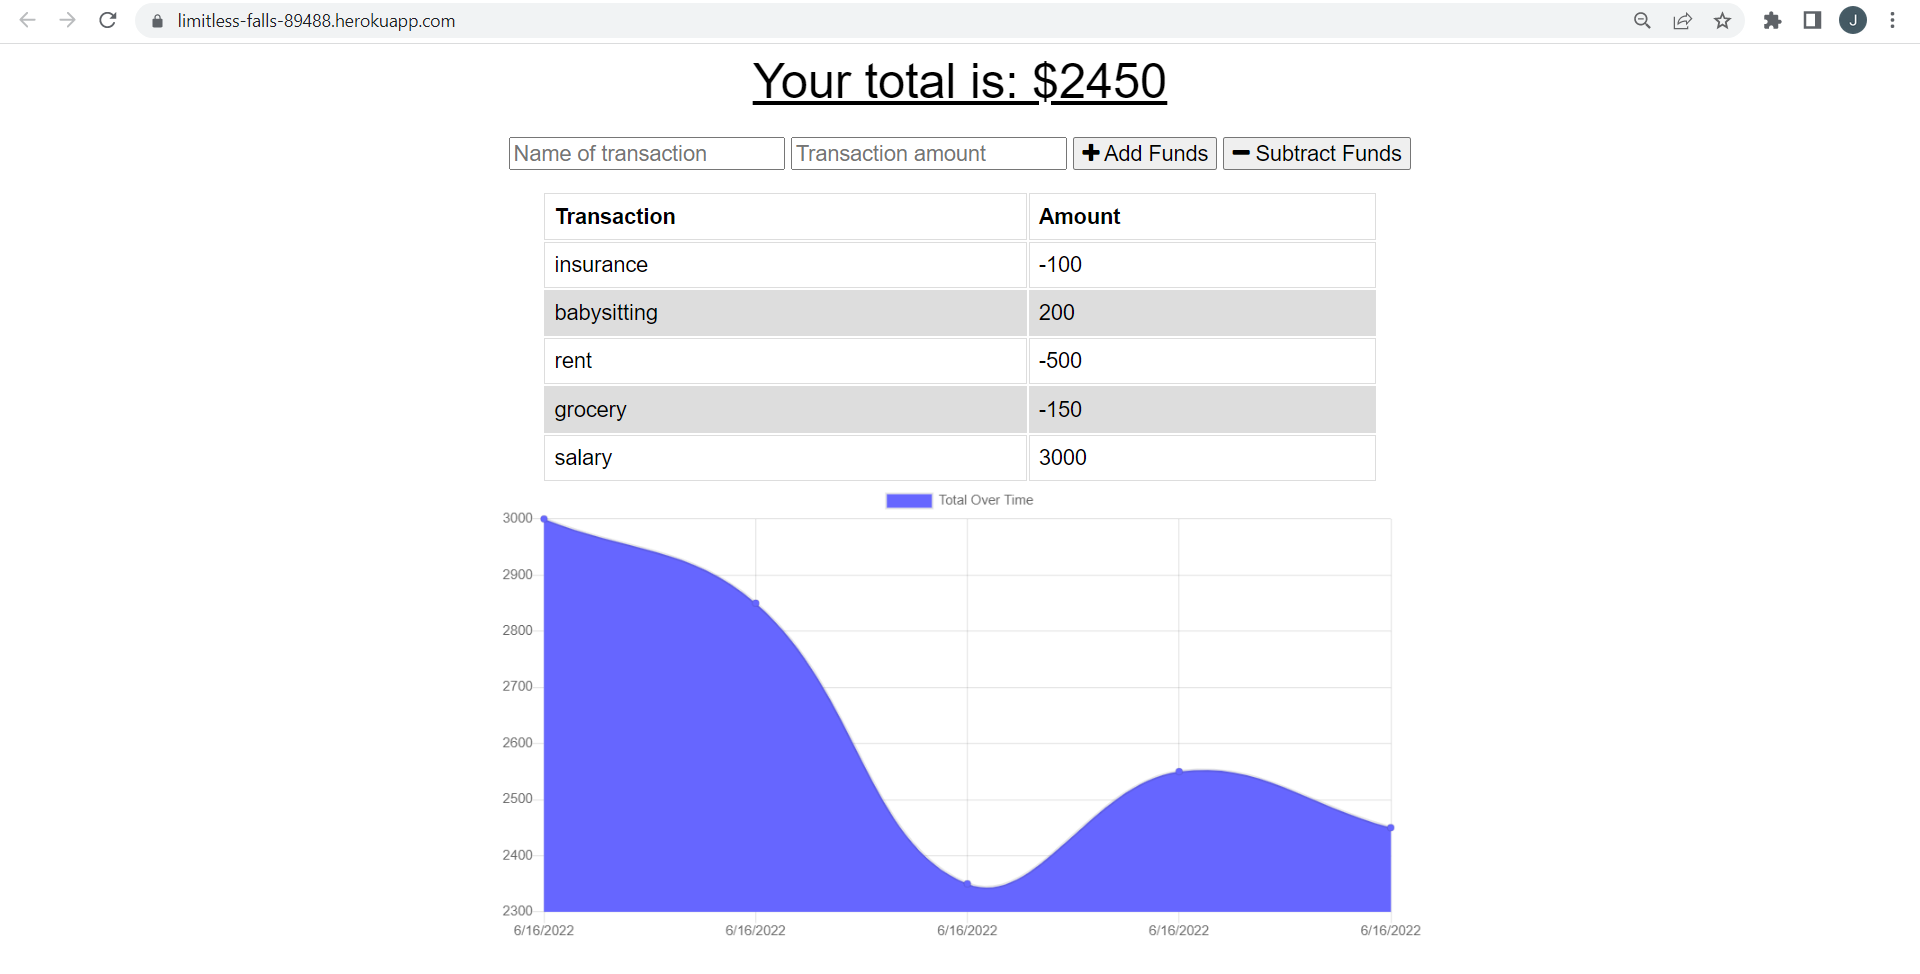 limitless-falls-89488.herokuapp.com
J
Your total is: $2450
Name of transaction Transaction amount Add Funds Subtract Funds
Transaction Amount
insurance -100
babysitting 200
rent -500
grocery -150
salary 3000
Total Over Time
3000
2900
2800
2700
2600
2500
2400
2300
6/16/2022 6/16/2022 6/16/2022 6/16/2022 6/16/2022